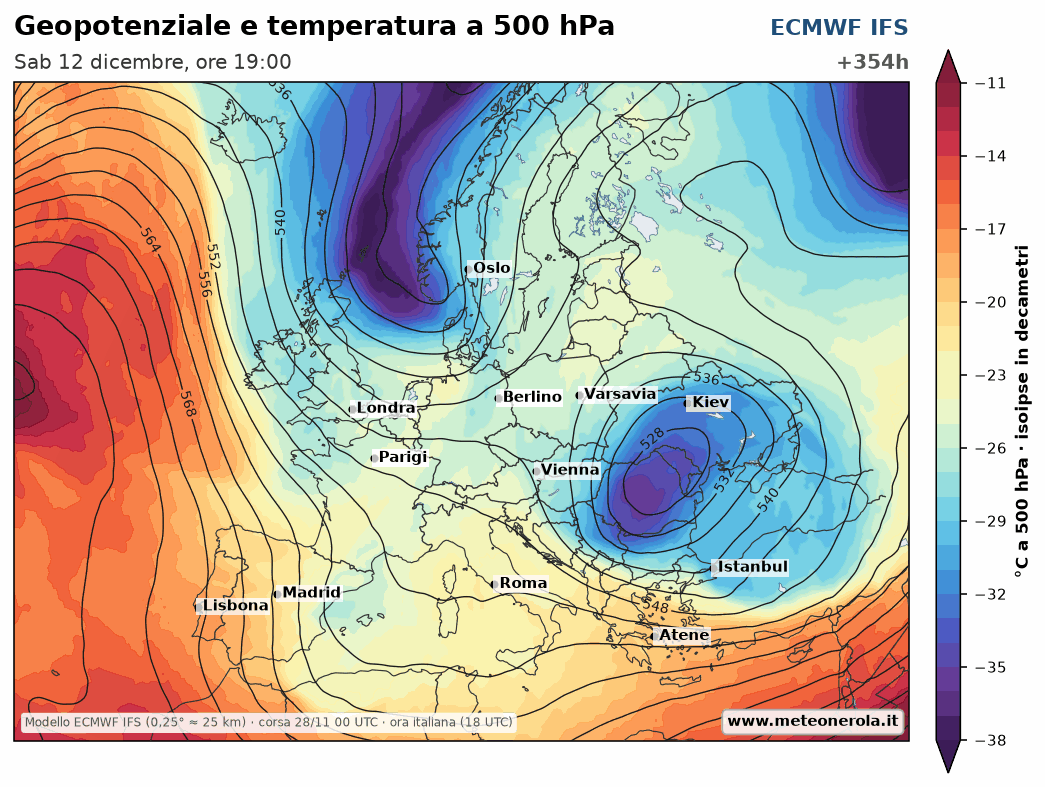 Geopotenziale e temperatura a 500 hPa
ECMWF IFS
Sab 12 dicembre, ore 19:00
+354h
536
540
564
552
556
568
Oslo
Londra
Berlino
Varsavia
536
Kiev
528
Parigi
Vienna
540
Istanbul
Roma
Madrid
Lisbona
548
Atene
Modello ECMWF IFS (0,25° ≈ 25 km) · corsa 28/11 00 UTC · ora italiana (18 UTC)
www.meteonerola.it
−11
−14
−17
−20
−23
−26
−29
−32
−35
−38
°C a 500 hPa · isoipse in decametri